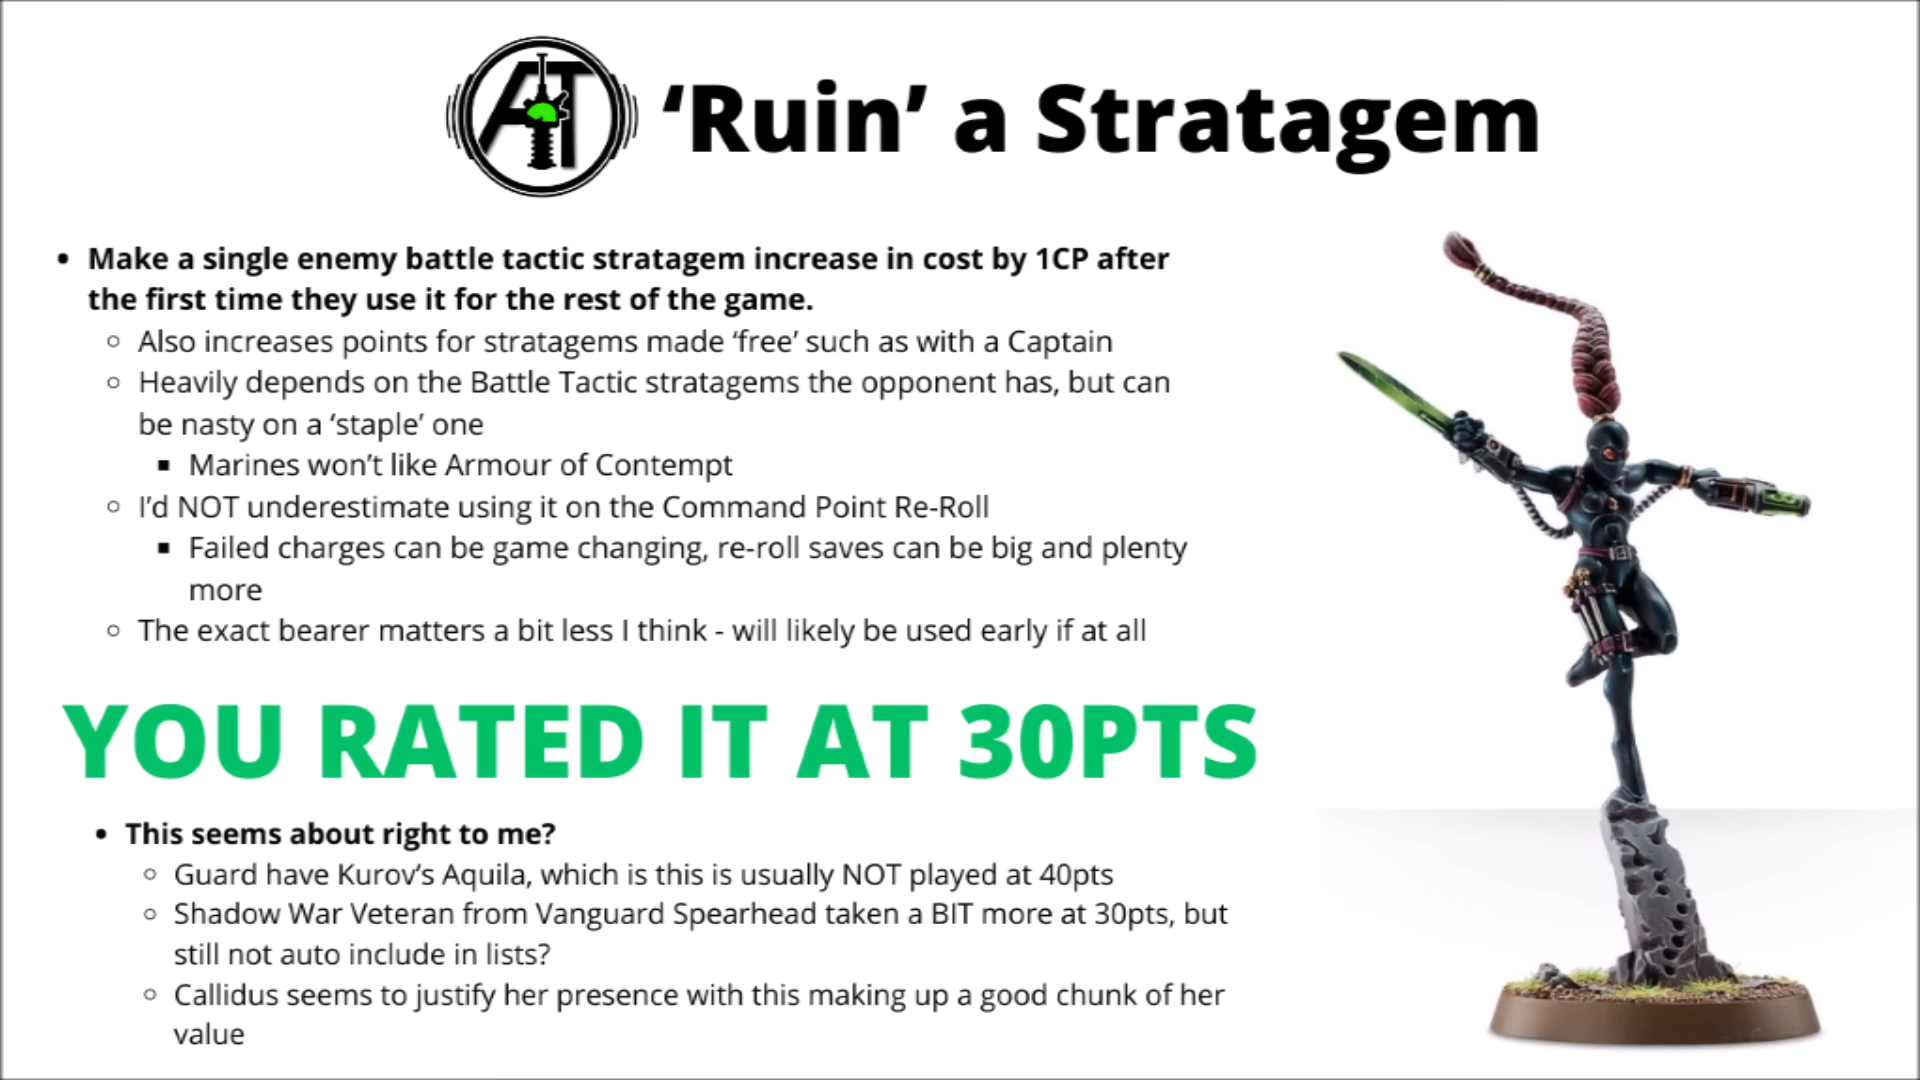 AT
‘Ruin’ a Stratagem
• Make a single enemy battle tactic stratagem increase in cost by 1CP after
the first time they use it for the rest of the game.
○ Also increases points for stratagems made ‘free’ such as with a Captain
○ Heavily depends on the Battle Tactic stratagems the opponent has, but can
be nasty on a ‘staple’ one
▪ Marines won’t like Armour of Contempt
○ I’d NOT underestimate using it on the Command Point Re-Roll
▪ Failed charges can be game changing, re-roll saves can be big and plenty
more
○ The exact bearer matters a bit less I think - will likely be used early if at all
YOU RATED IT AT 30PTS
• This seems about right to me?
○ Guard have Kurov’s Aquila, which is this is usually NOT played at 40pts
○ Shadow War Veteran from Vanguard Spearhead taken a BIT more at 30pts, but
still not auto include in lists?
○ Callidus seems to justify her presence with this making up a good chunk of her
value